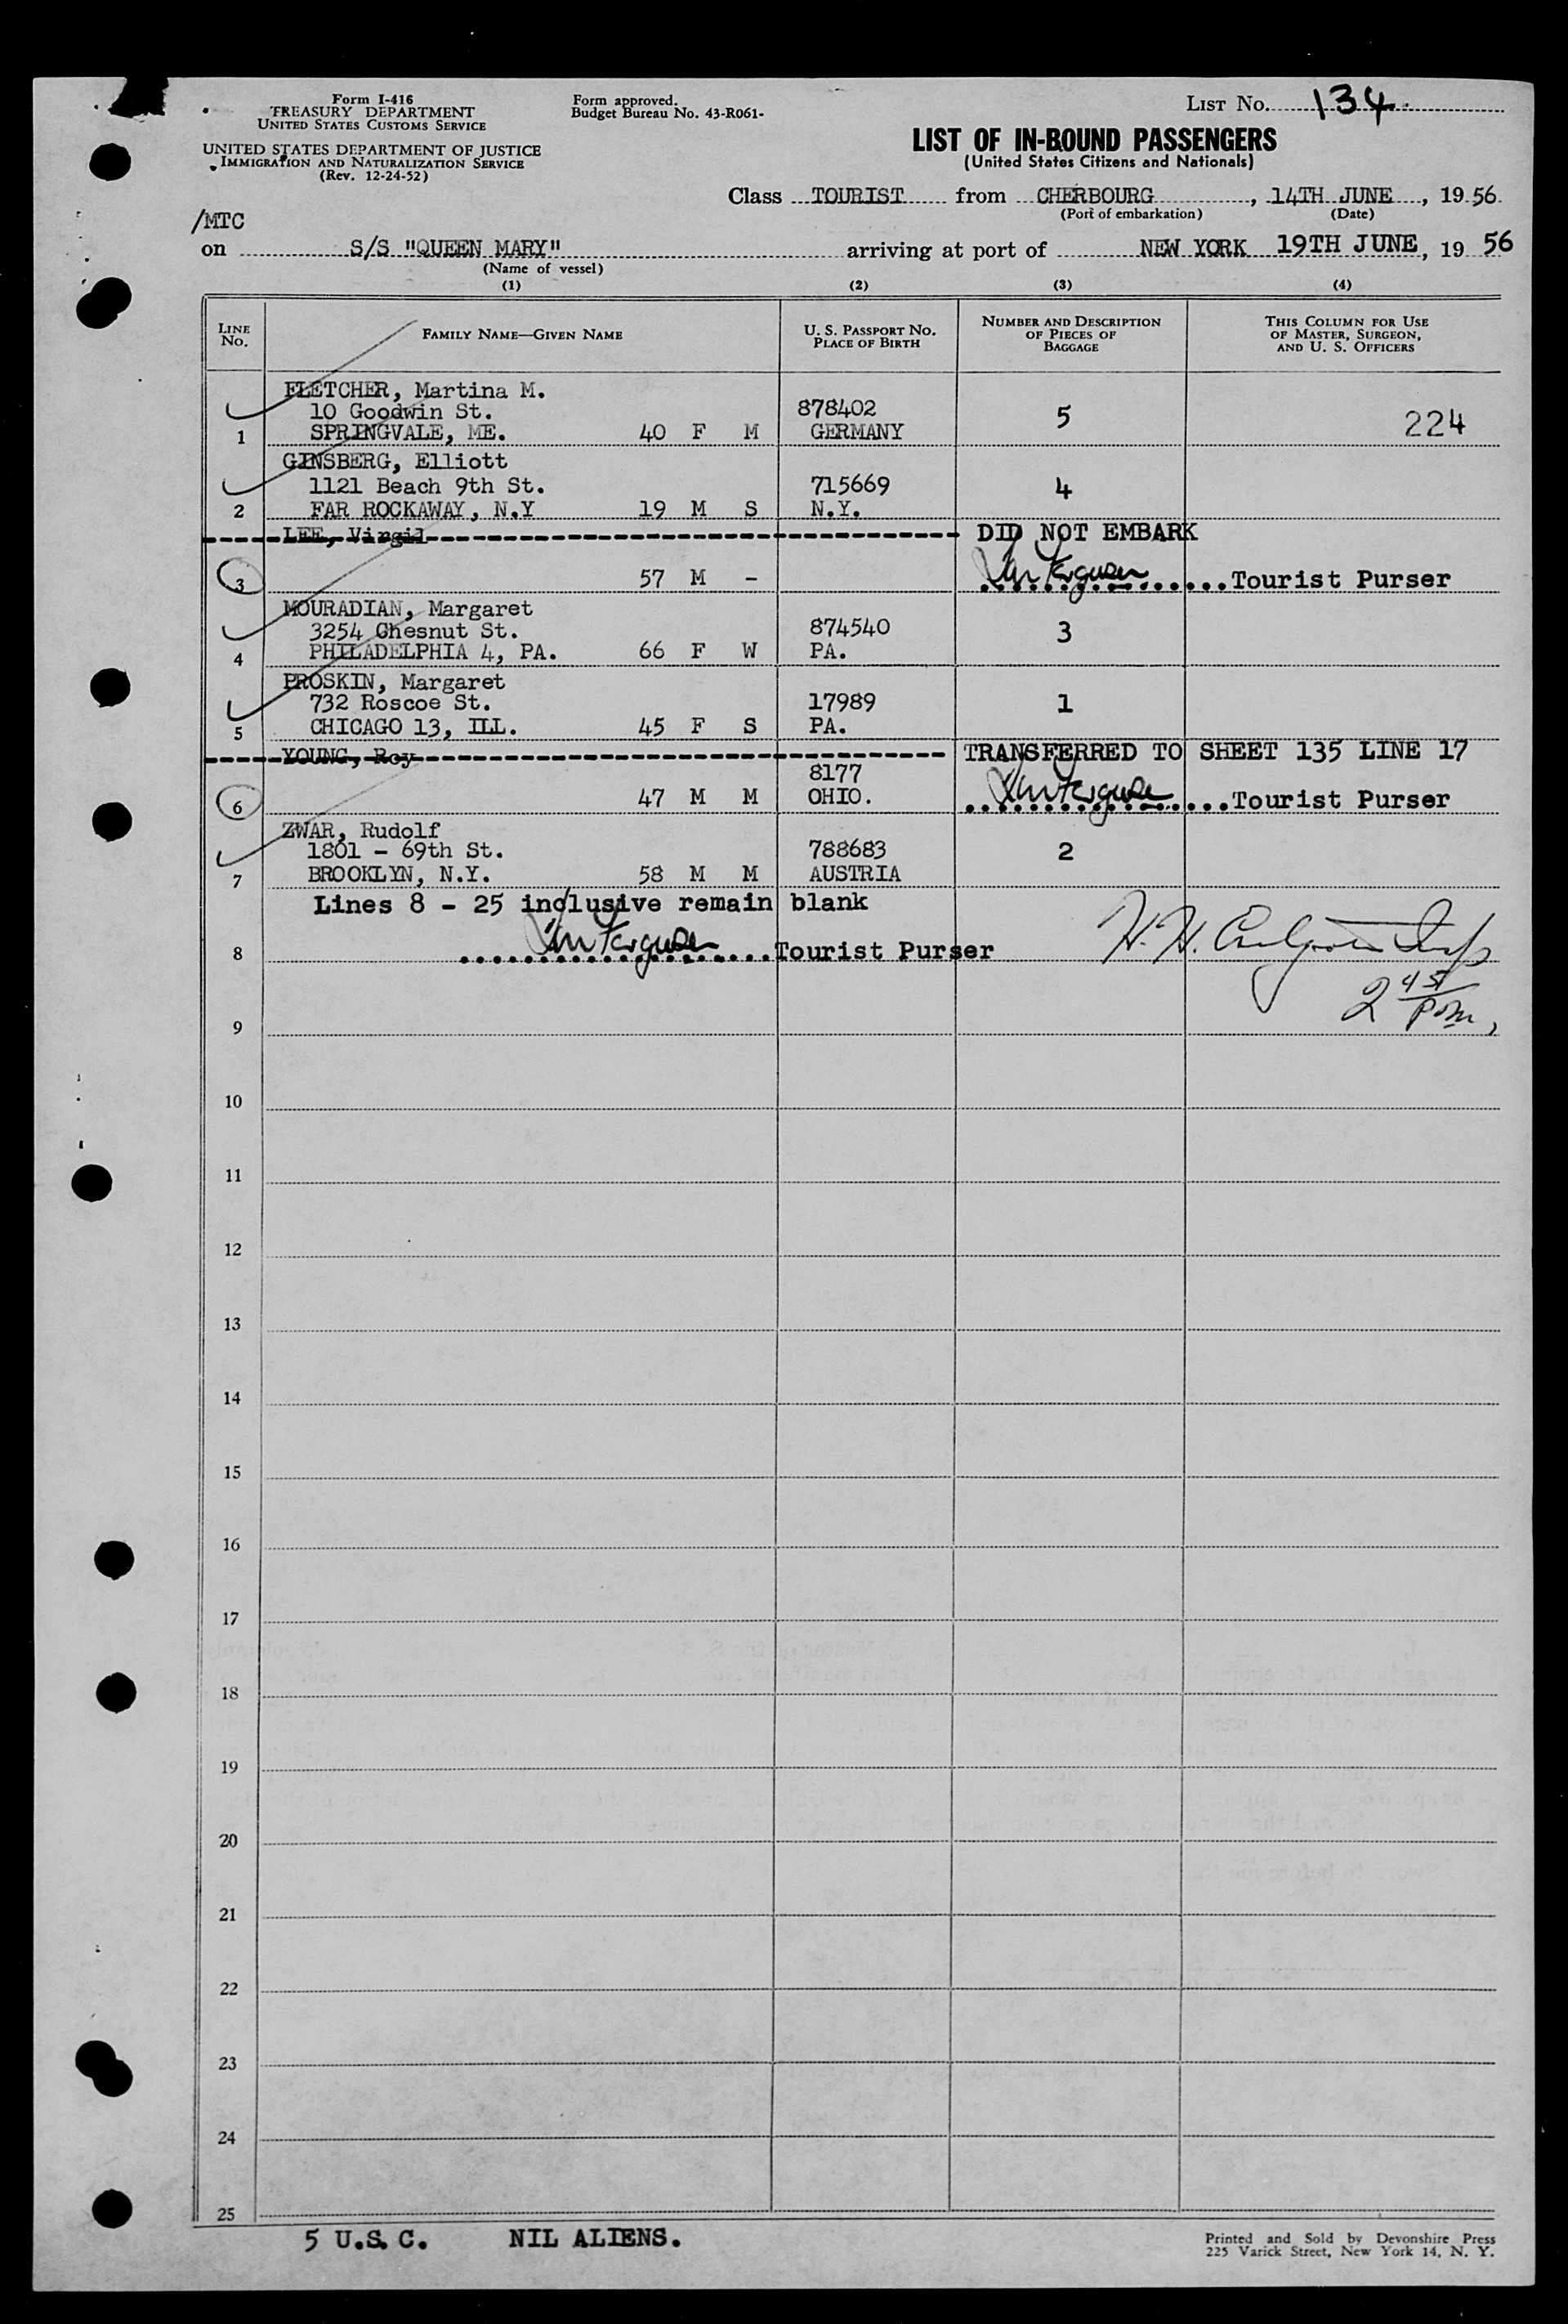 Form I-416
TREASURY DEPARTMENT
UNITED STATES CUSTOMS SERVICE
UNITED STATES DEPARTMENT OF JUSTICE
IMMIGRATION AND NATURALIZATION SERVICE
(Rev. 12-24-52)
Form approved.
Budget Bureau No. 43-R061-
LIST No. 134
LIST OF IN-BOUND PASSENGERS
(United States Citizens and Nationals)
Class TOURIST from CHERBOURG, 14TH JUNE, 1956
(Port of embarkation) (Date)
/MTC
on S/S "QUEEN MARY" arriving at port of NEW YORK 19TH JUNE, 19 56
(Name of vessel)
(1) (2) (3) (4)
LINE No. FAMILY NAME—GIVEN NAME U. S. PASSPORT No. PLACE OF BIRTH NUMBER AND DESCRIPTION OF PIECES OF BAGGAGE THIS COLUMN FOR USE OF MASTER, SURGEON, AND U. S. OFFICERS
FLETCHER, Martina M.
10 Goodwin St. 878402 5 224
1 SPRINGVALE, ME. 40 F M GERMANY
GINSBERG, Elliott
1121 Beach 9th St. 715669 4
2 FAR ROCKAWAY, N.Y 19 M S N.Y.
LEE, Virgil DID NOT EMBARK
3 57 M - Tourist Purser
MOURADIAN, Margaret
3254 Chesnut St. 874540 3
4 PHILADELPHIA 4, PA. 66 F W PA.
PROSKIN, Margaret
732 Roscoe St. 17989 1
5 CHICAGO 13, ILL. 45 F S PA.
YOUNG, Roy TRANSFERRED TO SHEET 135 LINE 17
8177
6 47 M M OHIO. Tourist Purser
ZWAR, Rudolf
1801 - 69th St. 788683 2
7 BROOKLYN, N.Y. 58 M M AUSTRIA
Lines 8 - 25 inclusive remain blank
8 Tourist Purser H. H.
2 45 p.m.
9
10
11
12
13
14
15
16
17
18
19
20
21
22
23
24
25
5 U.S.C. NIL ALIENS.
Printed and Sold by Devonshire Press
225 Varick Street, New York 14, N. Y.